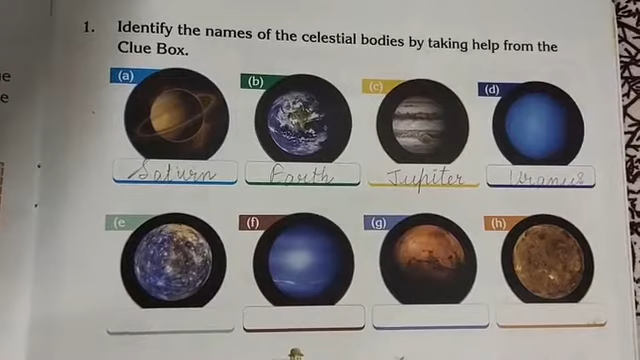 1. Identify the names of the celestial bodies by taking help from the
Clue Box.
(a) (b) (c) (d)
Saturn Earth Jupiter Uranus
(e (f) (g) (h)